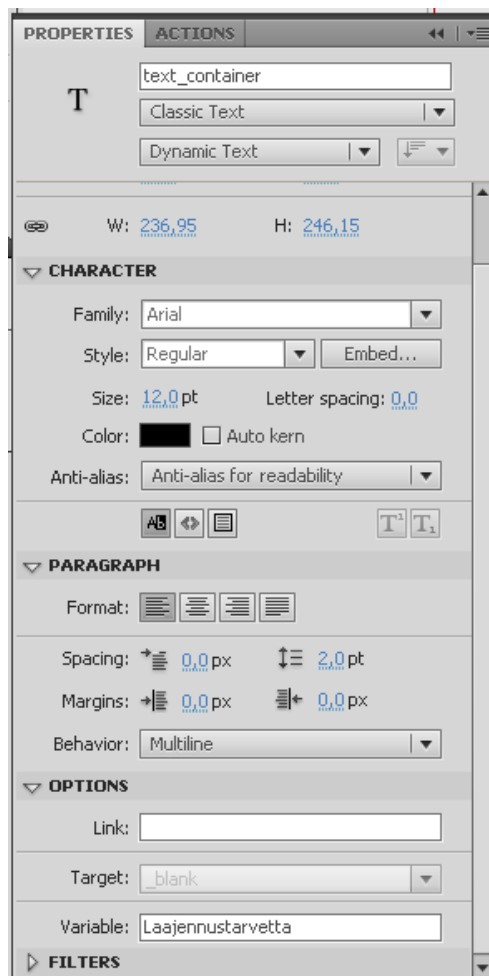 PROPERTIES ACTIONS
T
text_container
Classic Text
Dynamic Text
W: 236,95 H: 246,15
CHARACTER
Family: Arial
Style: Regular Embed...
Size: 12,0 pt Letter spacing: 0,0
Color: Auto kern
Anti-alias: Anti-alias for readability
AB T¹ T₁
PARAGRAPH
Format:
Spacing: 0,0 px 2,0 pt
Margins: 0,0 px 0,0 px
Behavior: Multiline
OPTIONS
Link:
Target: _blank
Variable: Laajennustarvetta
FILTERS